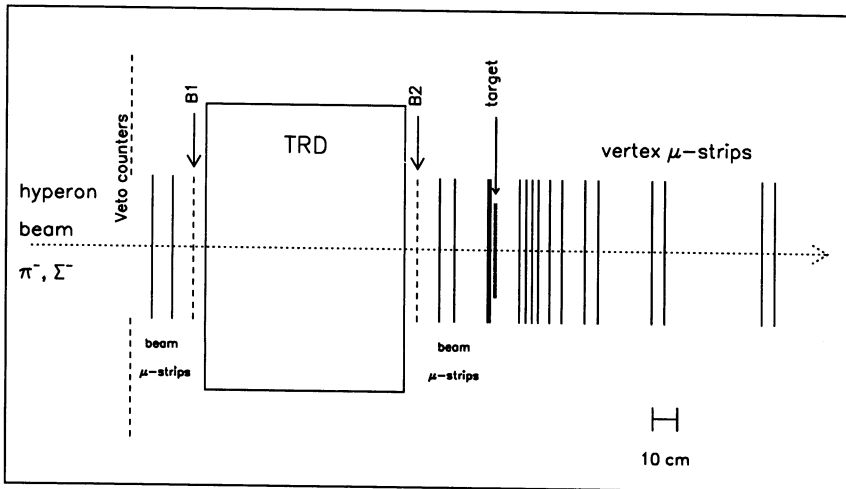 Veto counters
B1
B2
target
TRD
vertex μ-strips
hyperon
beam
π⁻, Σ⁻
beam
μ-strips
beam
μ-strips
10 cm